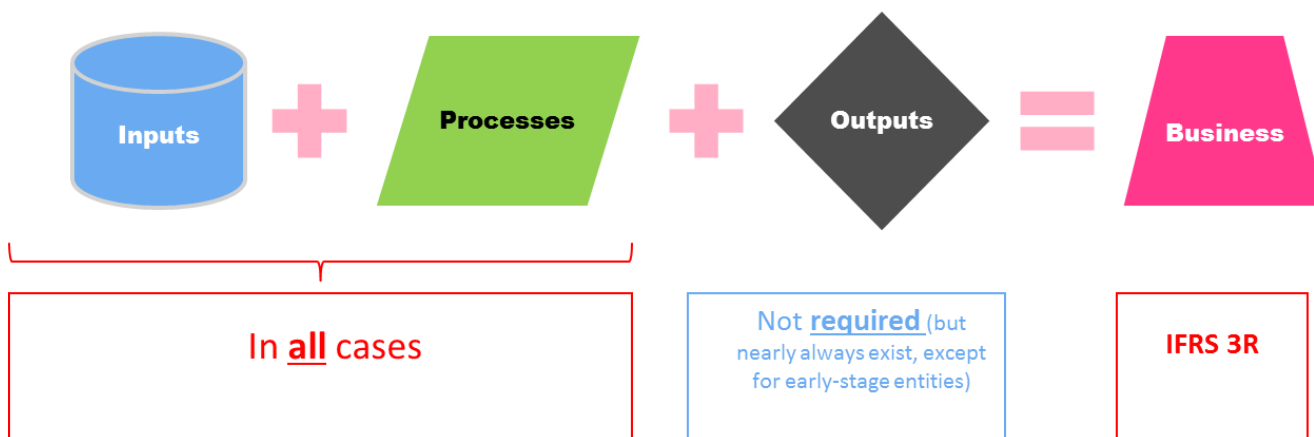 Inputs
Processes
Outputs
Business
In all cases
Not required (but
nearly always exist, except
for early-stage entities)
IFRS 3R